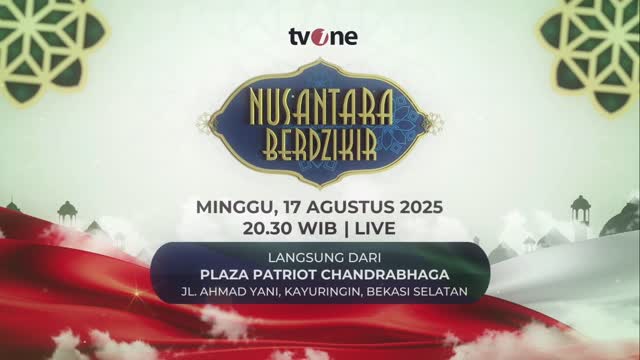 tvOne
NUSANTARA
BERDZIKIR
MINGGU, 17 AGUSTUS 2025
20.30 WIB | LIVE
LANGSUNG DARI
PLAZA PATRIOT CHANDRABHAGA
JL. AHMAD YANI, KAYURINGIN, BEKASI SELATAN